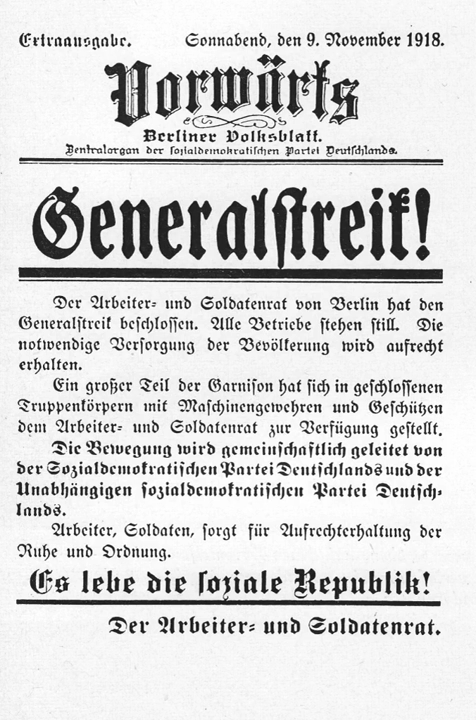 Extraausgabe. Sonnabend, den 9. November 1918.
Vorwärts
Berliner Volksblatt.
Zentralorgan der sozialdemokratischen Partei Deutschlands.
Generalstreik!
Der Arbeiter- und Soldatenrat von Berlin hat den
Generalstreik beschlossen. Alle Betriebe stehen still. Die
notwendige Versorgung der Bevölkerung wird aufrecht
erhalten.
Ein großer Teil der Garnison hat sich in geschlossenen
Truppenkörpern mit Maschinengewehren und Geschützen
dem Arbeiter- und Soldatenrat zur Verfügung gestellt.
Die Bewegung wird gemeinschaftlich geleitet von
der Sozialdemokratischen Partei Deutschlands und der
Unabhängigen sozialdemokratischen Partei Deutsch-
lands.
Arbeiter, Soldaten, sorgt für Aufrechterhaltung der
Ruhe und Ordnung.
Es lebe die soziale Republik!
Der Arbeiter- und Soldatenrat.